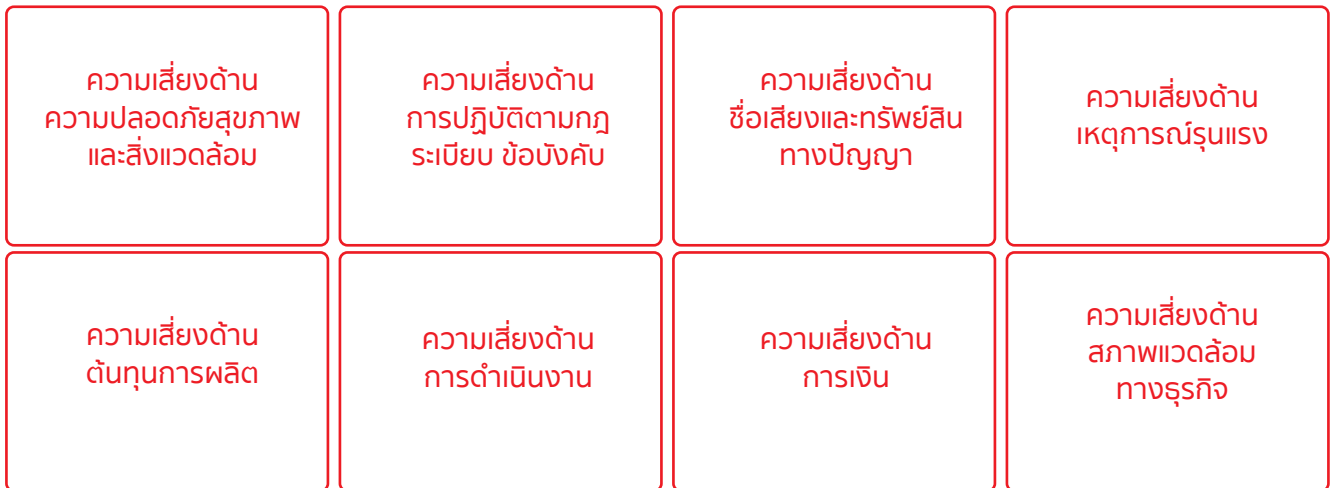 ความเสี่ยงด้าน
ความปลอดภัยสุขภาพ
และสิ่งแวดล้อม
ความเสี่ยงด้าน
การปฏิบัติตามกฎ
ระเบียบ ข้อบังคับ
ความเสี่ยงด้าน
ชื่อเสียงและทรัพย์สิน
ทางปัญญา
ความเสี่ยงด้าน
เหตุการณ์รุนแรง
ความเสี่ยงด้าน
ต้นทุนการผลิต
ความเสี่ยงด้าน
การดำเนินงาน
ความเสี่ยงด้าน
การเงิน
ความเสี่ยงด้าน
สภาพแวดล้อม
ทางธุรกิจ